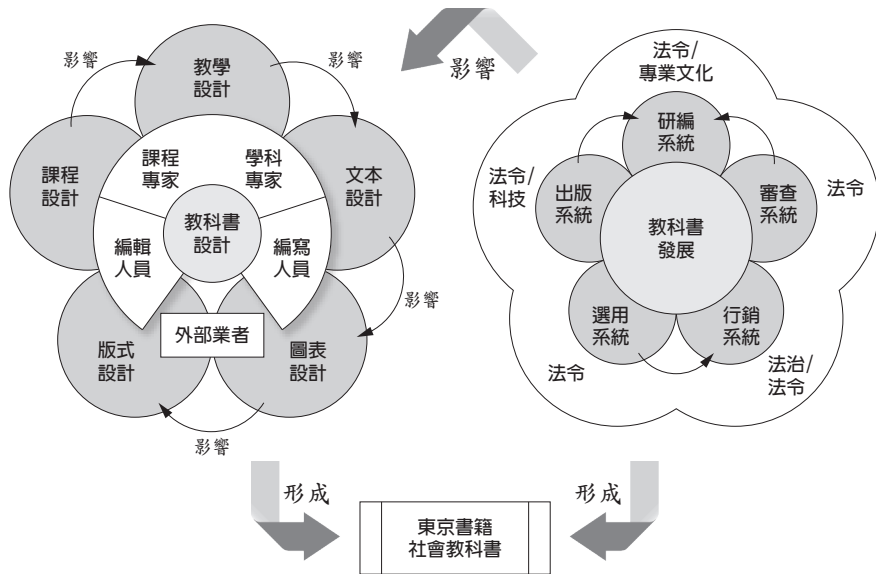 影響
影響
教學
設計
影響
課程
設計
課程
專家
學科
專家
文本
設計
教科書
設計
編輯
人員
編寫
人員
影響
外部業者
版式
設計
圖表
設計
影響
法令/
專業文化
研編
系統
法令/
科技
出版
系統
審查
系統
法令
教科書
發展
選用
系統
行銷
系統
法令
法治/
法令
形成
形成
東京書籍
社會教科書